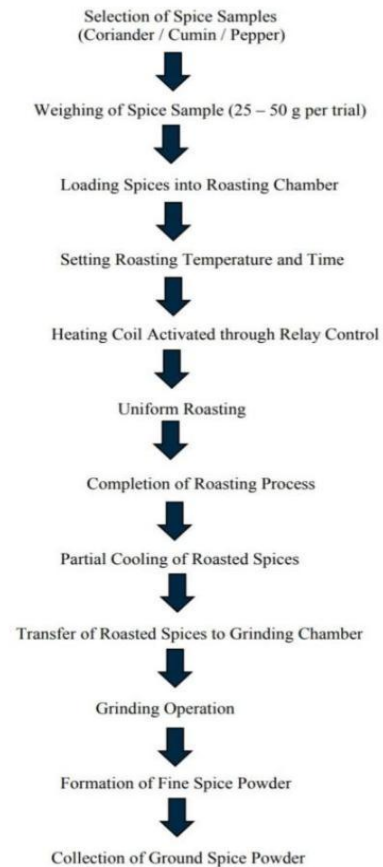 Selection of Spice Samples
(Coriander / Cumin / Pepper)
Weighing of Spice Sample (25 – 50 g per trial)
Loading Spices into Roasting Chamber
Setting Roasting Temperature and Time
Heating Coil Activated through Relay Control
Uniform Roasting
Completion of Roasting Process
Partial Cooling of Roasted Spices
Transfer of Roasted Spices to Grinding Chamber
Grinding Operation
Formation of Fine Spice Powder
Collection of Ground Spice Powder